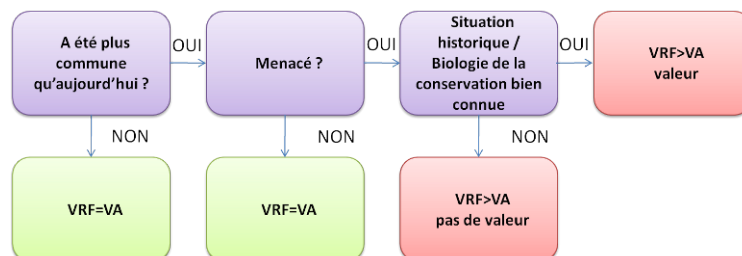 A été plus
commune
qu'aujourd'hui ?
OUI
Menacé ?
OUI
Situation
historique /
Biologie de la
conservation bien
connue
OUI
VRF>VA
valeur
NON
NON
NON
VRF=VA
VRF=VA
VRF>VA
pas de valeur